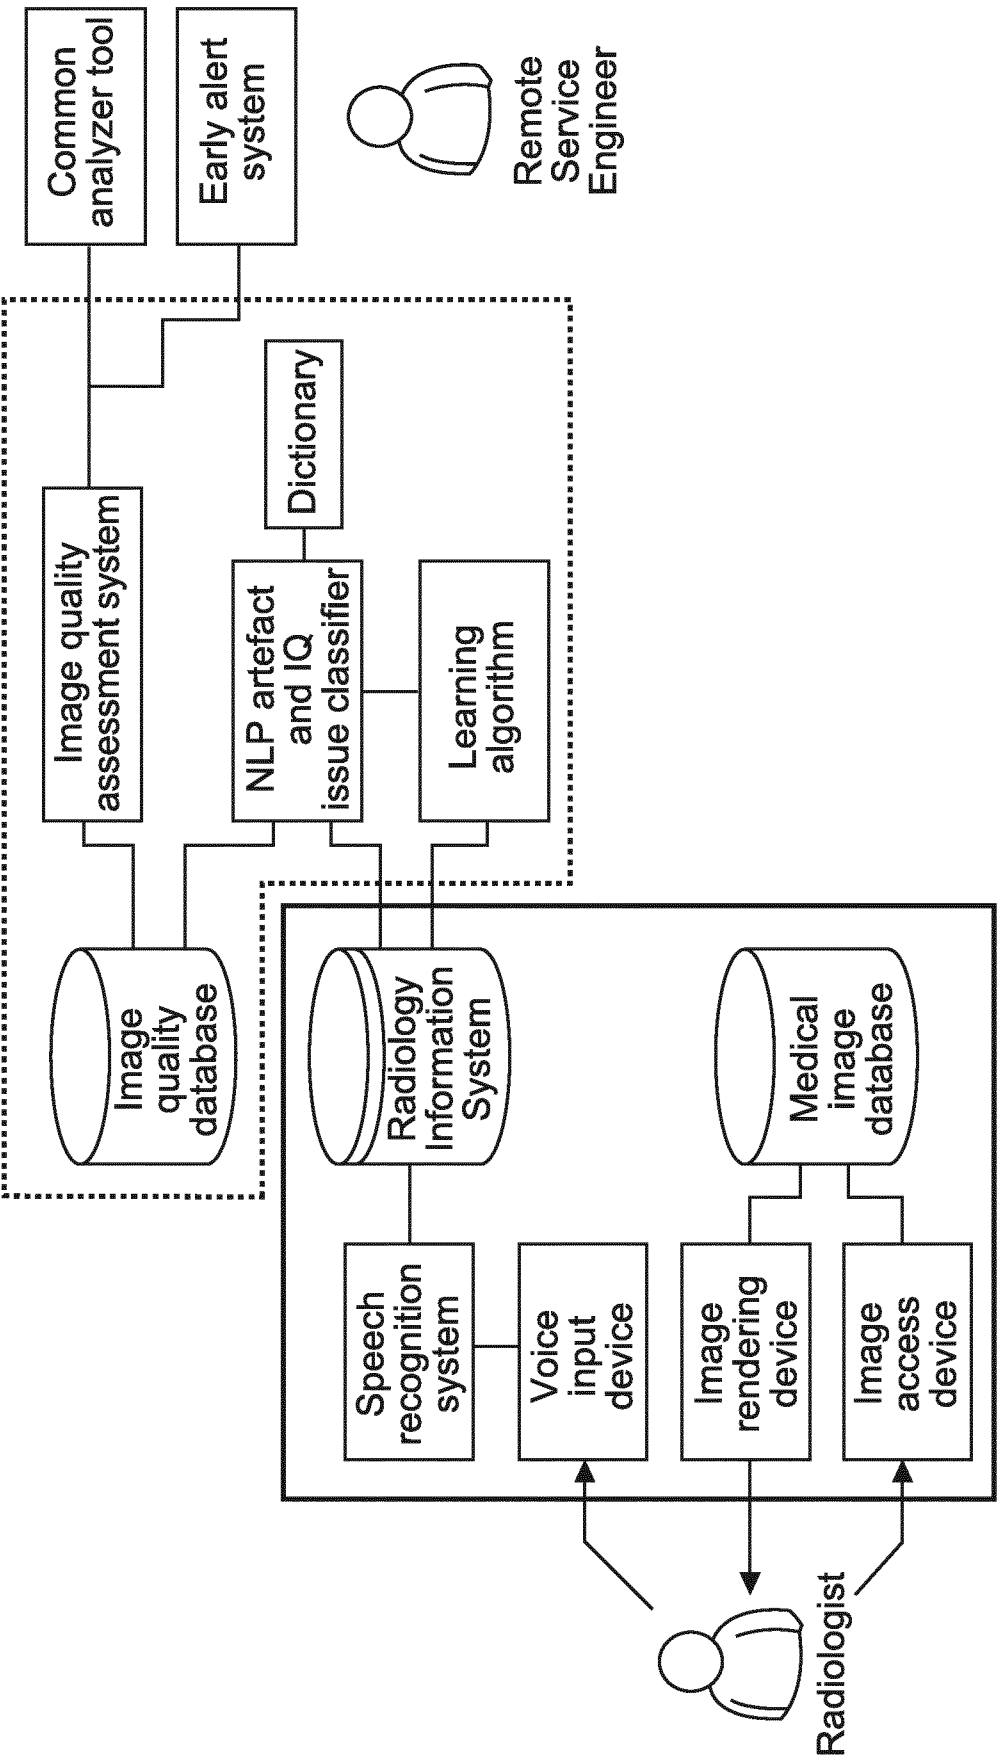 Common
analyzer tool
Early alert
system
Remote
Service
Engineer
Image quality
assessment system
Dictionary
NLP artefact
and IQ
issue classifier
Learning
algorithm
Image
quality
database
Radiology
Information
System
Medical
image
database
Speech
recognition
system
Voice
input
device
Image
rendering
device
Image
access
device
Radiologist